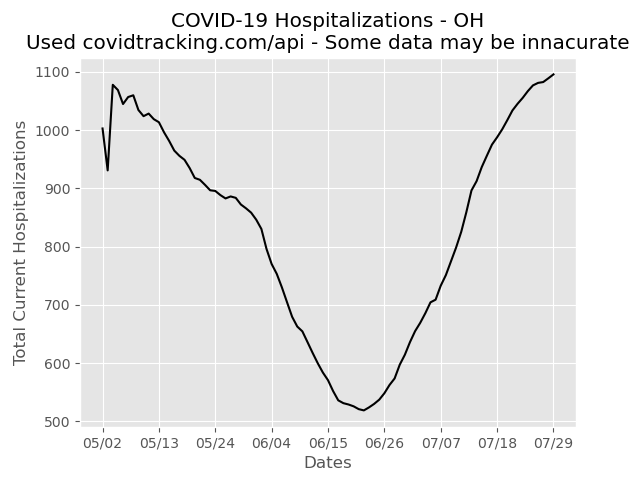 COVID-19 Hospitalizations - OH
Used covidtracking.com/api - Some data may be innacurate
1100
1000
900
800
700
600
500
Total Current Hospitalizations
05/02 05/13 05/24 06/04 06/15 06/26 07/07 07/18 07/29
Dates